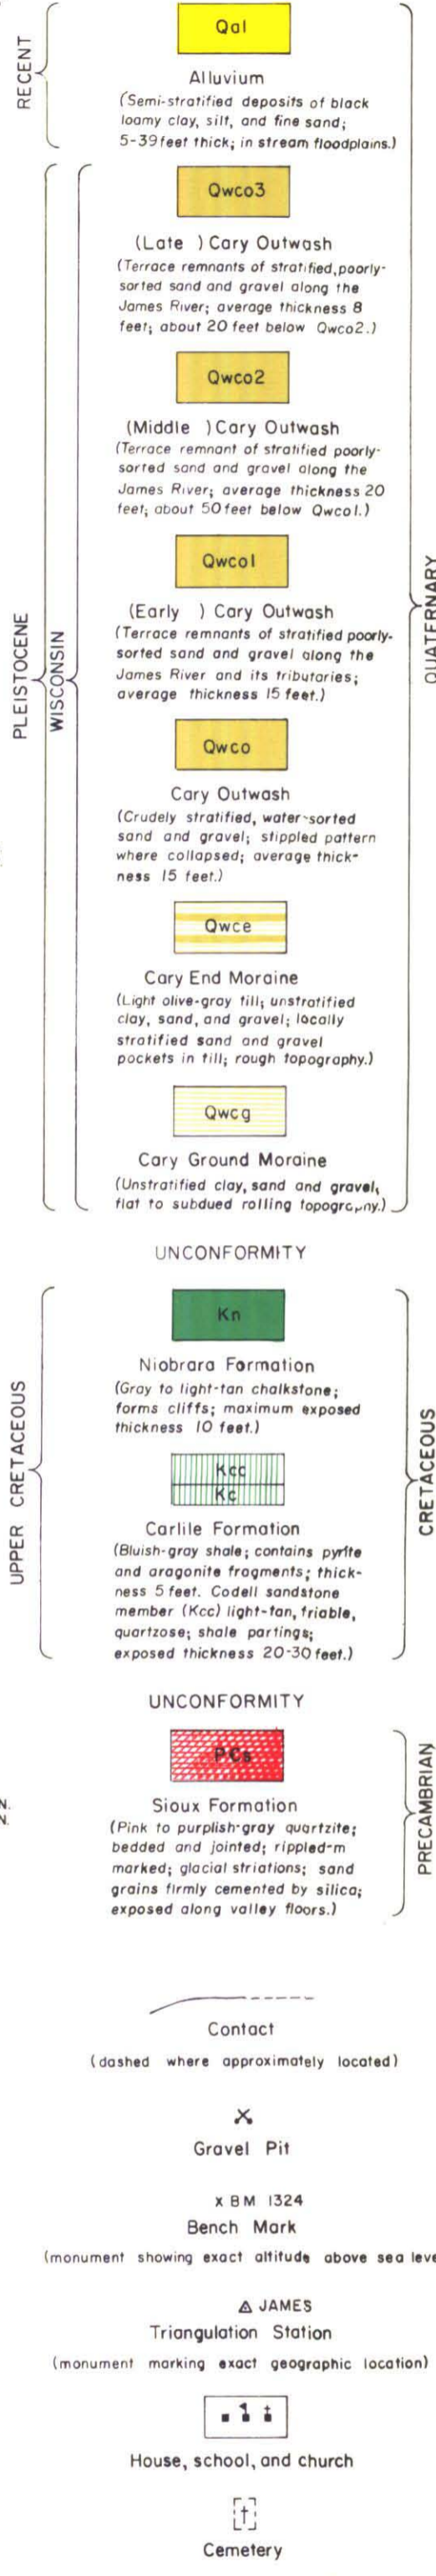 RECENT
Qal
Alluvium
(Semi-stratified deposits of black
loamy clay, silt, and fine sand;
5-39 feet thick; in stream floodplains.)
PLEISTOCENE
WISCONSIN
QUATERNARY
Qwco3
(Late ) Cary Outwash
(Terrace remnants of stratified, poorly-
sorted sand and gravel along the
James River; average thickness 8
feet; about 20 feet below Qwco2.)
Qwco2
(Middle ) Cary Outwash
(Terrace remnant of stratified poorly-
sorted sand and gravel along the
James River; average thickness 20
feet; about 50 feet below Qwco1.)
Qwco1
(Early ) Cary Outwash
(Terrace remnants of stratified poorly-
sorted sand and gravel along the
James River and its tributaries;
average thickness 15 feet.)
Qwco
Cary Outwash
(Crudely stratified, water-sorted
sand and gravel; stippled pattern
where collapsed; average thick-
ness 15 feet.)
Qwce
Cary End Moraine
(Light olive-gray till; unstratified
clay, sand, and gravel; locally
stratified sand and gravel
pockets in till; rough topography.)
Qwcg
Cary Ground Moraine
(Unstratified clay, sand and gravel,
flat to subdued rolling topography.)
UNCONFORMITY
UPPER CRETACEOUS
CRETACEOUS
Kn
Niobrara Formation
(Gray to light-tan chalkstone;
forms cliffs; maximum exposed
thickness 10 feet.)
Kcc
Kc
Carlile Formation
(Bluish-gray shale; contains pyrite
and aragonite fragments; thick-
ness 5 feet. Codell sandstone
member (Kcc) light-tan, friable,
quartzose; shale partings;
exposed thickness 20-30 feet.)
UNCONFORMITY
PRECAMBRIAN
PCs
Sioux Formation
(Pink to purplish-gray quartzite;
bedded and jointed; rippled-m
marked; glacial striations; sand
grains firmly cemented by silica;
exposed along valley floors.)
N.
N.
Contact
(dashed where approximately located)
Gravel Pit
x BM 1324
Bench Mark
(monument showing exact altitude above sea leve
JAMES
Triangulation Station
(monument marking exact geographic location)
House, school, and church
Cemetery